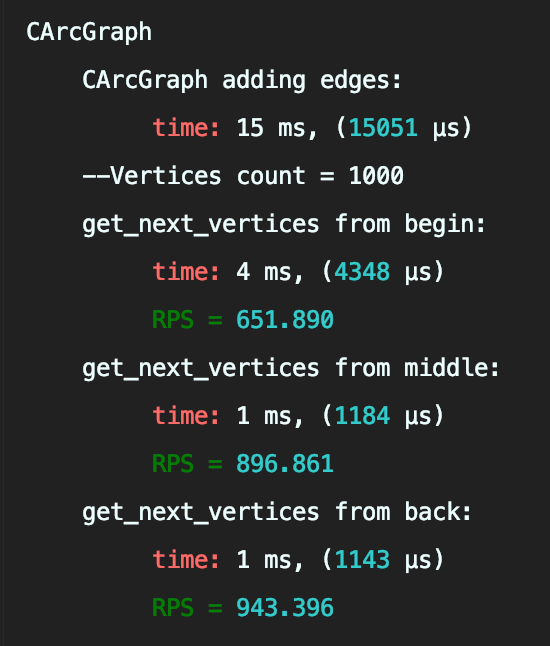 CArcGraph
CArcGraph adding edges:
time: 15 ms, (15051 µs)
--Vertices count = 1000
get_next_vertices from begin:
time: 4 ms, (4348 µs)
RPS = 651.890
get_next_vertices from middle:
time: 1 ms, (1184 µs)
RPS = 896.861
get_next_vertices from back:
time: 1 ms, (1143 µs)
RPS = 943.396